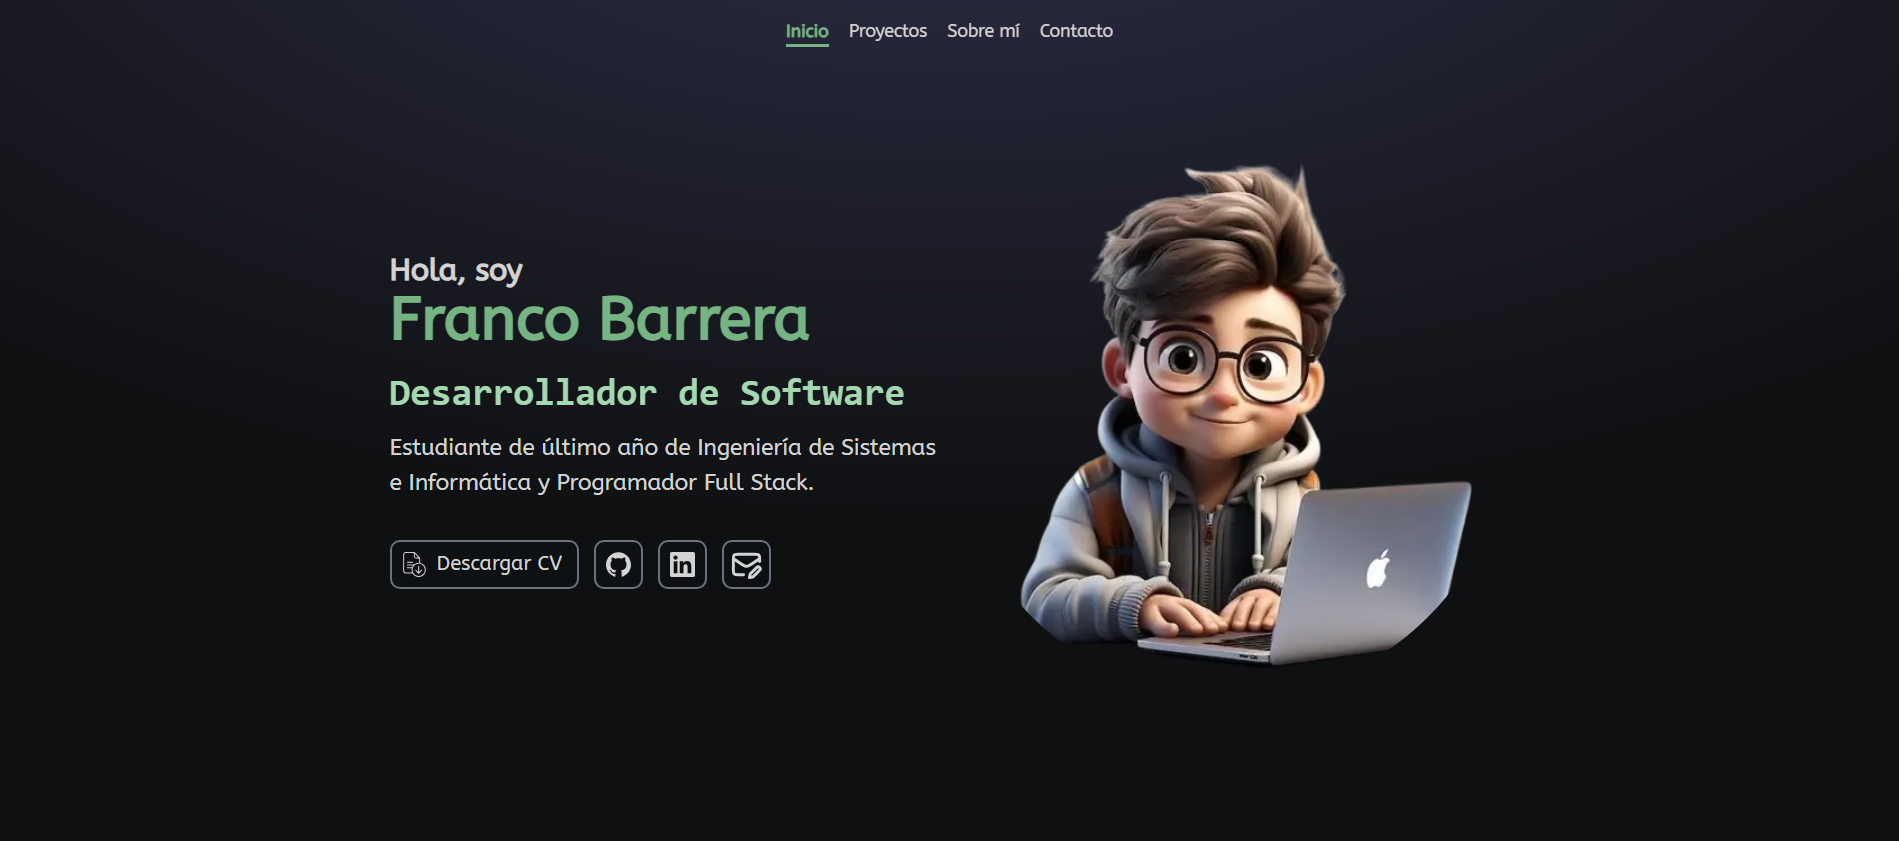 Inicio Proyectos Sobre mí Contacto
Hola, soy
Franco Barrera
Desarrollador de Software
Estudiante de último año de Ingeniería de Sistemas
e Informática y Programador Full Stack.
Descargar CV
in